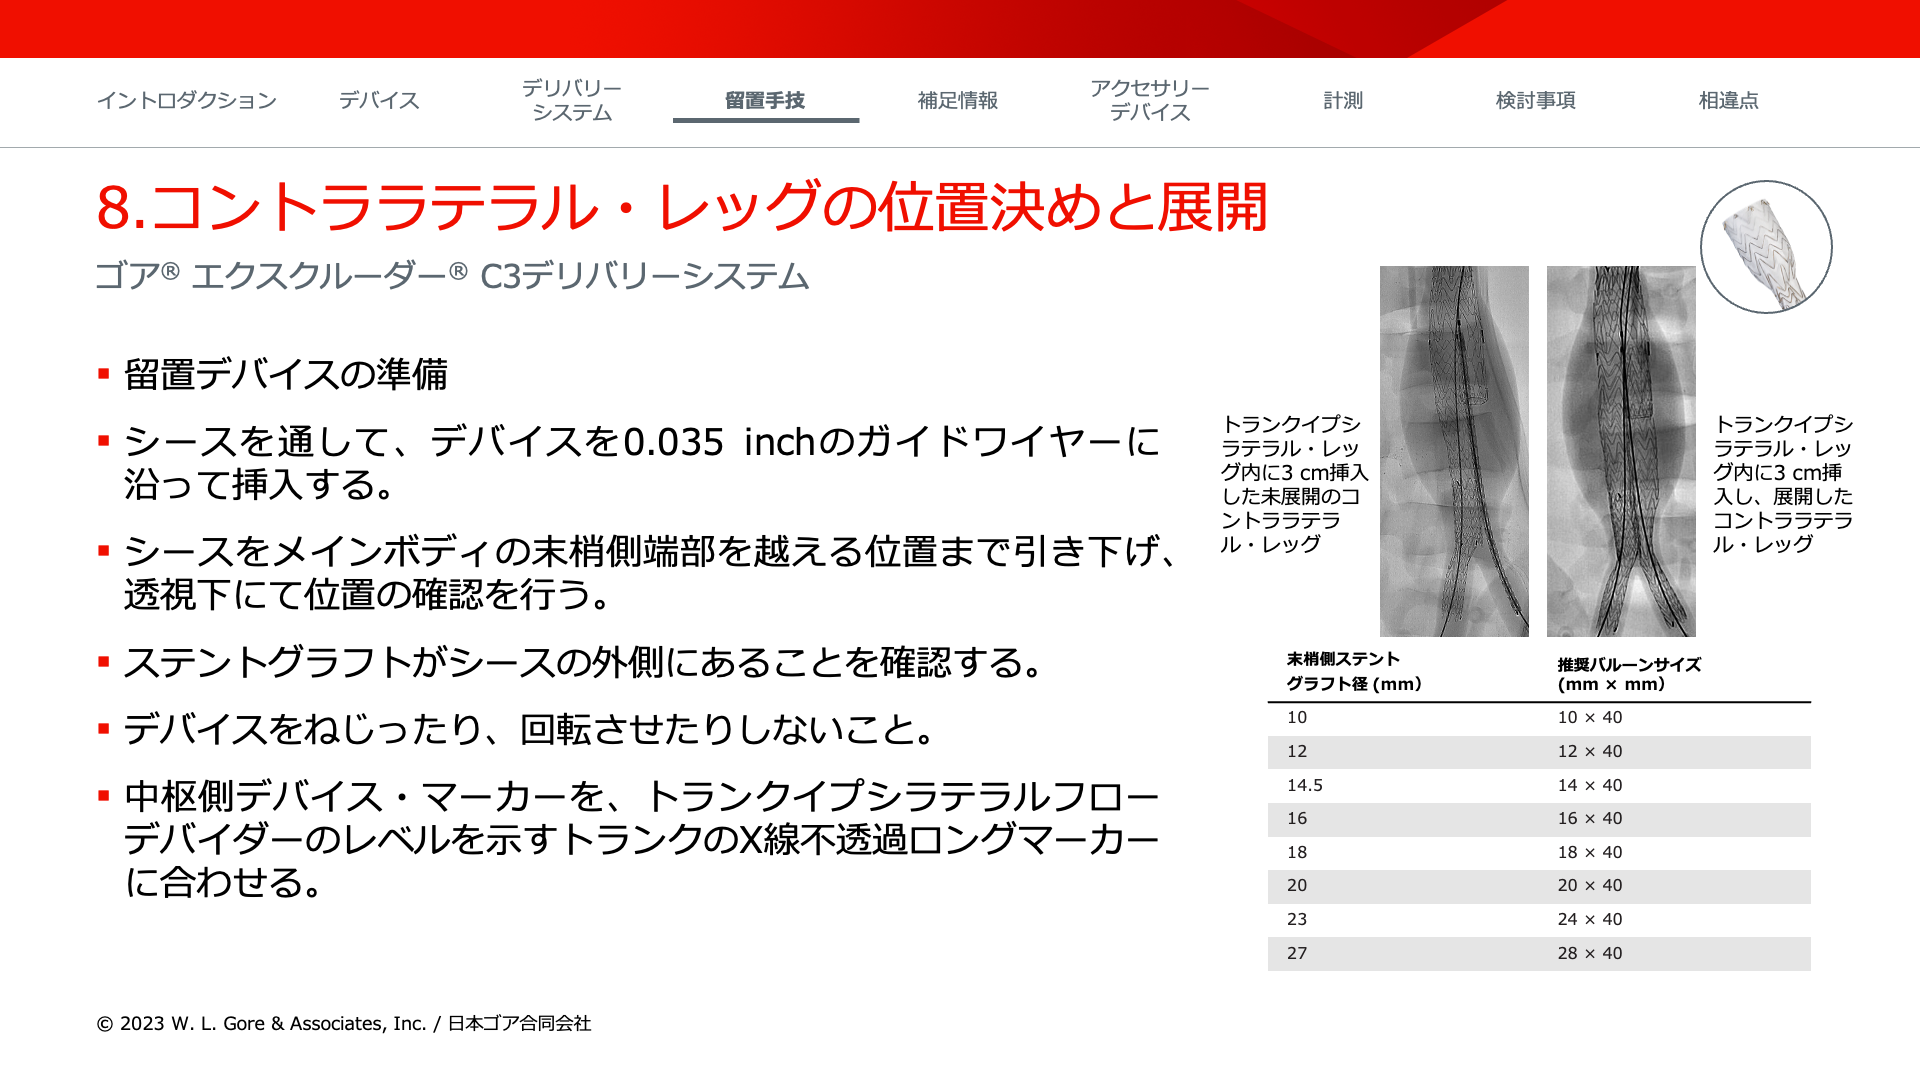 イントロダクション
デバイス
デリバリー
システム
留置手技
補足情報
アクセサリー
デバイス
計測
検討事項
相違点
8.コントララテラル・レッグの位置決めと展開
ゴア® エクスクルーダー® C3デリバリーシステム
▪ 留置デバイスの準備
▪ シースを通して、デバイスを0.035 inchのガイドワイヤーに
沿って挿入する。
▪ シースをメインボディの末梢側端部を越える位置まで引き下げ、
透視下にて位置の確認を行う。
▪ ステントグラフトがシースの外側にあることを確認する。
▪ デバイスをねじったり、回転させたりしないこと。
▪ 中枢側デバイス・マーカーを、トランクイプシラテラルフロー
デバイダーのレベルを示すトランクのX線不透過ロングマーカー
に合わせる。
トランクイプシ
ラテラル・レッ
グ内に3 cm挿入
した未展開のコ
ントララテラ
ル・レッグ
トランクイプシ
ラテラル・レッ
グ内に3 cm挿
入し、展開した
コントララテラ
ル・レッグ
末梢側ステント
グラフト径 (mm）
推奨バルーンサイズ
(mm × mm）
10 10 × 40
12 12 × 40
14.5 14 × 40
16 16 × 40
18 18 × 40
20 20 × 40
23 24 × 40
27 28 × 40
© 2023 W. L. Gore & Associates, Inc. / 日本ゴア合同会社